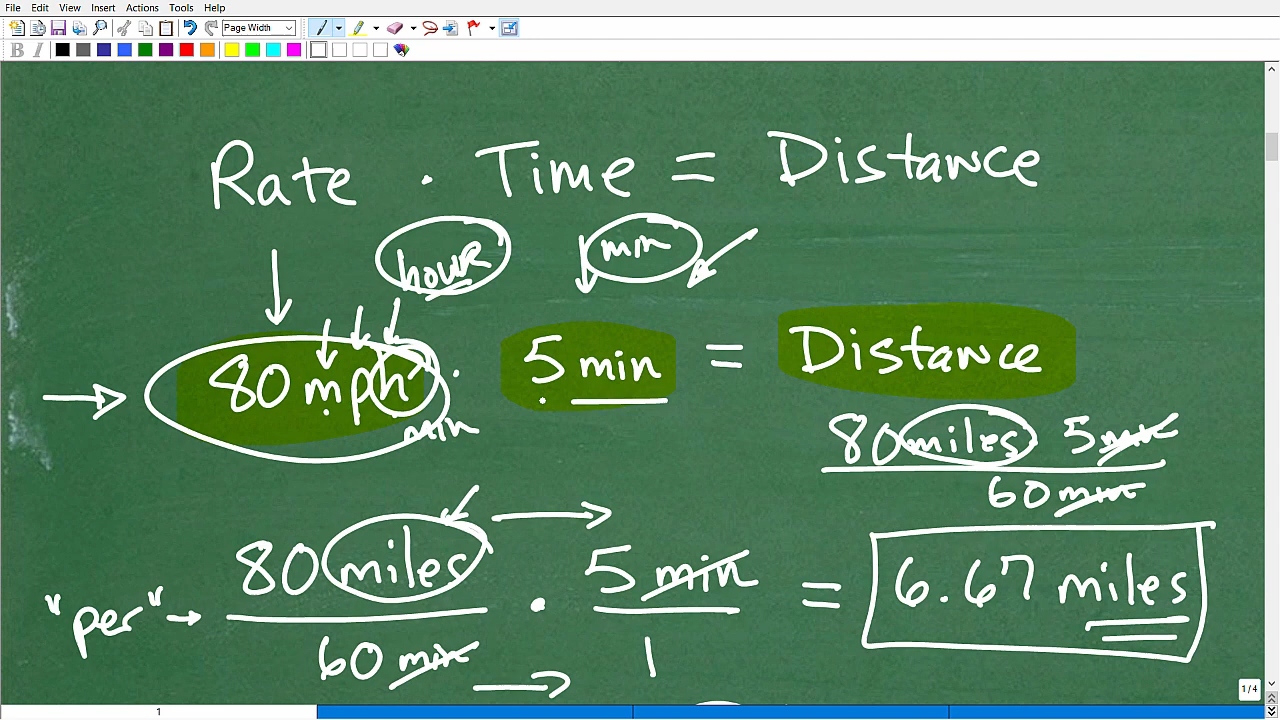 File Edit View Insert Actions Tools Help
Page Width
B I
Rate · Time = Distance
hour min
80 mph · 5 min = Distance
min
80 miles 5 min
60 min
"per" → 80 miles · 5 min = 6.67 miles
60 min 1
1/4
1